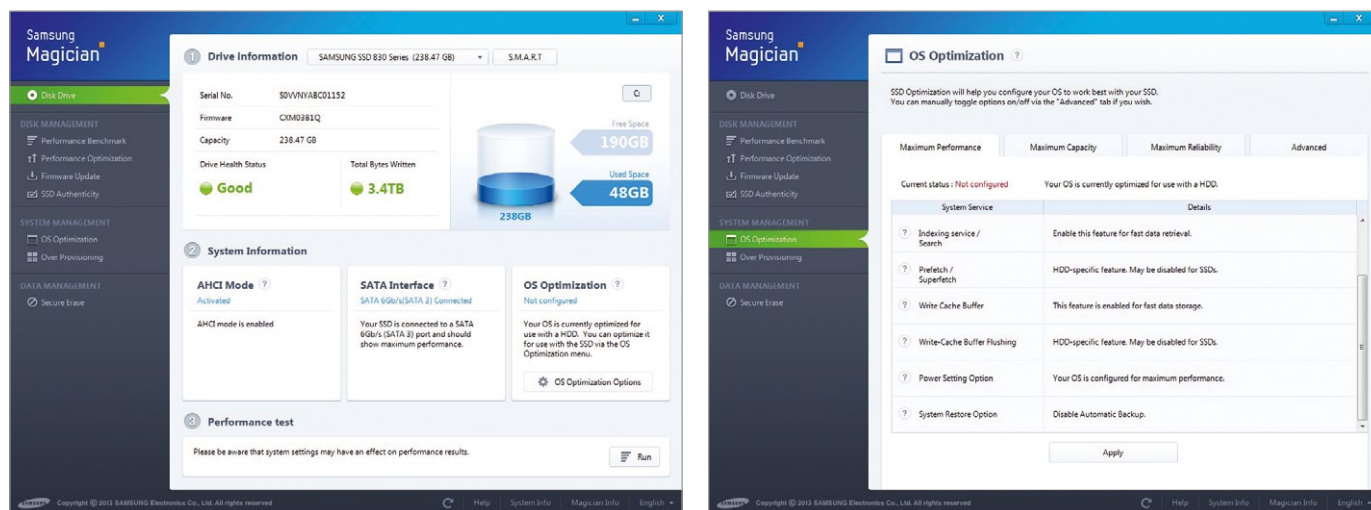 Samsung
Magician
1 Drive information SAMSUNG SSD 830 Series (238.47 GB) S.M.A.R.T
Disk Drive
DISK MANAGEMENT
Performance Benchmark
Performance Optimization
Firmware Update
SSD Authenticity
SYSTEM MANAGEMENT
OS Optimization
Over Provisioning
DATA MANAGEMENT
Secure Erase
Serial No. S0VVNYABC01152
C:
Firmware CXM03B1Q
Capacity 238.47 GB
Drive Health Status Total Bytes Written
Good 3.4TB
Free Space
190GB
Used Space
48GB
238GB
2 System Information
AHCI Mode ?
Activated
AHCI mode is enabled
SATA Interface ?
SATA 6Gb/s(SATA 3) Connected
Your SSD is connected to a SATA
6Gb/s (SATA 3) port and should
show maximum performance.
OS Optimization ?
Not configured
Your OS is currently optimized for
use with a HDD. You can optimize it
for use with the SSD via the OS
Optimization menu.
OS Optimization Options
3 Performance test
Please be aware that system settings may have an effect on performance results.
Run
SAMSUNG Copyright © 2013 SAMSUNG Electronics Co., Ltd. All rights reserved Help System Info Magician Info English
Samsung
Magician
Disk Drive
DISK MANAGEMENT
Performance Benchmark
Performance Optimization
Firmware Update
SSD Authenticity
SYSTEM MANAGEMENT
OS Optimization
Over Provisioning
DATA MANAGEMENT
Secure Erase
OS Optimization ?
SSD Optimization will help you configure your OS to work best with your SSD.
You can manually toggle options on/off via the "Advanced" tab if you wish.
Maximum Performance Maximum Capacity Maximum Reliability Advanced
Current status : Not configured Your OS is currently optimized for use with a HDD.
System Service Details
? Indexing service / Enable this feature for fast data retrieval.
Search
? Prefetch / HDD-specific feature. May be disabled for SSDs.
Superfetch
? Write Cache Buffer This feature is enabled for fast data storage.
? Write-Cache Buffer Flushing HDD-specific feature. May be disabled for SSDs.
? Power Setting Option Your OS is configured for maximum performance.
? System Restore Option Disable Automatic Backup.
Apply
SAMSUNG Copyright © 2013 SAMSUNG Electronics Co., Ltd. All rights reserved Help System Info Magician Info English